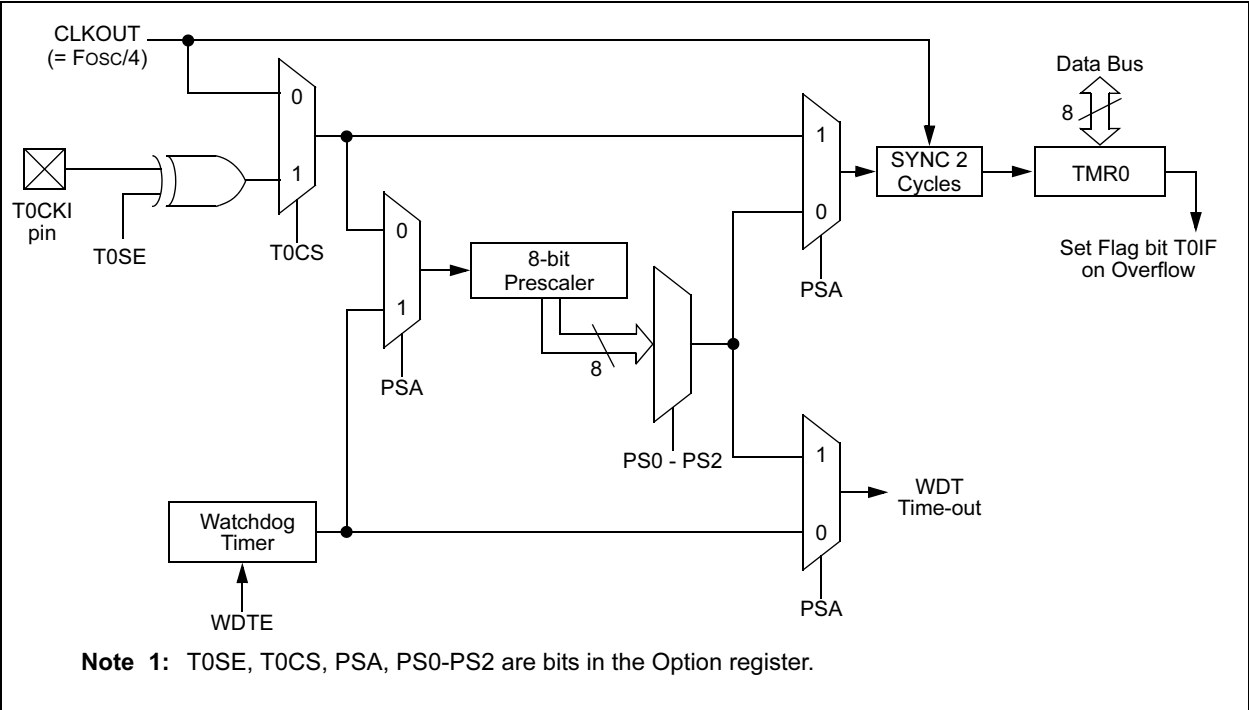 CLKOUT
(= FOSC/4)
Data Bus
8
0
1
1
0
SYNC 2
Cycles
TMR0
T0CKI
pin
T0SE
T0CS
0
1
8-bit
Prescaler
PSA
Set Flag bit T0IF
on Overflow
8
PSA
PS0 - PS2
1
0
WDT
Time-out
Watchdog
Timer
WDTE
PSA
Note 1: T0SE, T0CS, PSA, PS0-PS2 are bits in the Option register.